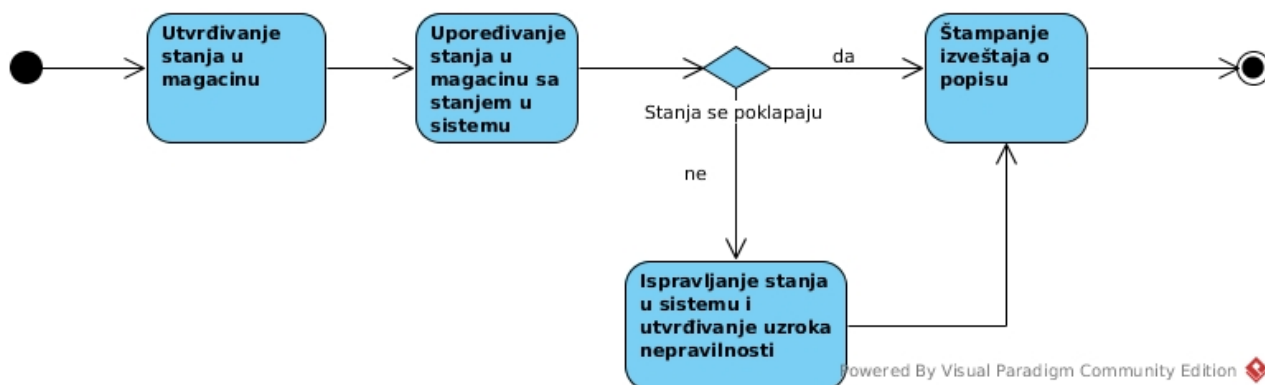 Utvrđivanje
stanja u
magacinu
Upoređivanje
stanja u
magacinu sa
stanjem u
sistemu
da
Stanja se poklapaju
ne
Štampanje
izveštaja o
popisu
Ispravljanje stanja
u sistemu i
utvrđivanje uzroka
nepravilnosti
Powered By Visual Paradigm Community Edition